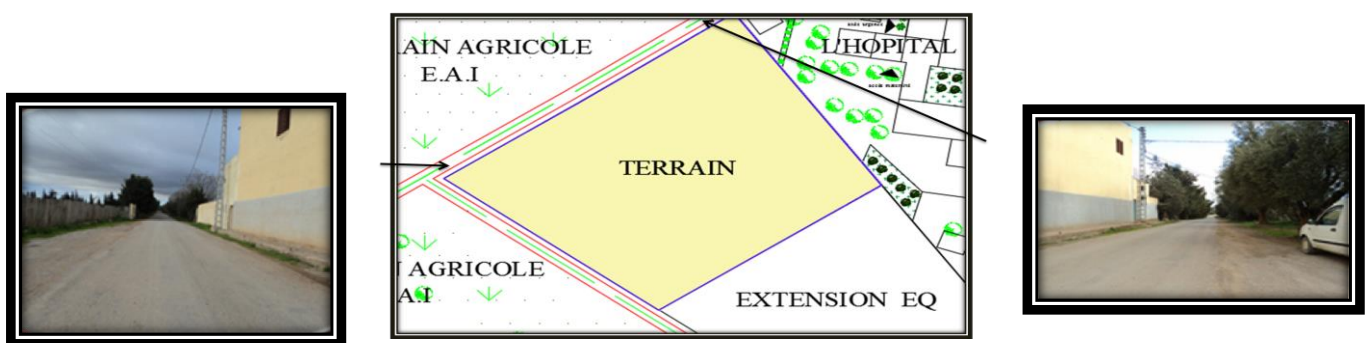 AIN AGRICOLE
E.A.I
L'HOPITAL
TERRAIN
AGRICOLE
A.I
EXTENSION EQ